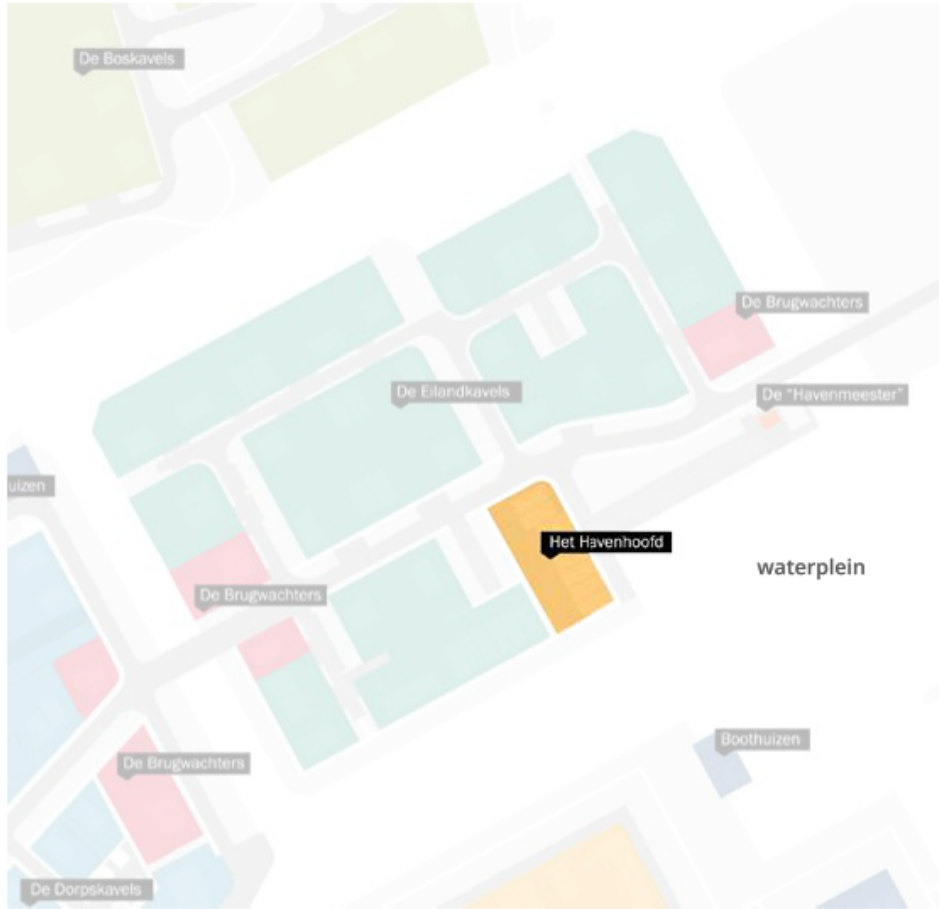 De Boskavels
De Brugwachters
De Eilandkavels
De "Havenmeester"
uizen
Het Havenhoofd
waterplein
De Brugwachters
Boothuizen
De Brugwachters
De Dorpskavels